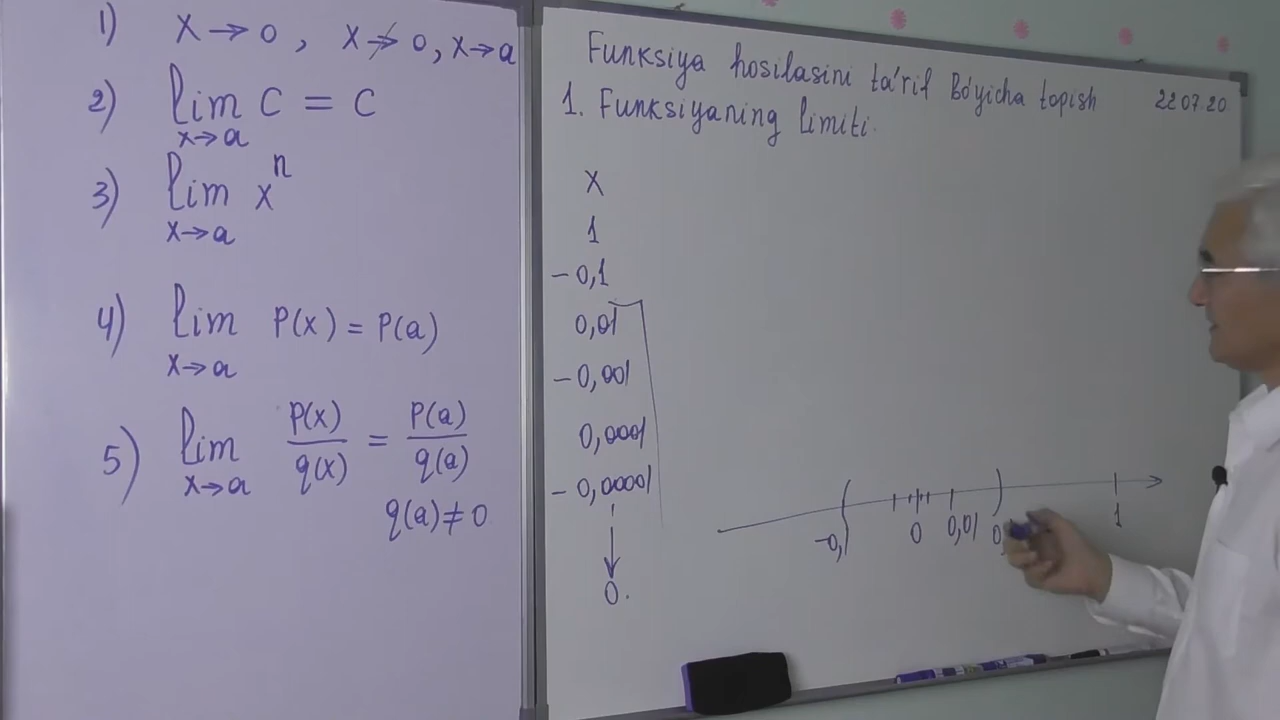 1) x → 0 , x ↛ 0, x → a
2) lim C = C
x→a
3) lim xⁿ
x→a
4) lim P(x) = P(a)
x→a
5) lim P(x)/q(x) = P(a)/q(a)
x→a
q(a) ≠ 0
Funksiya hosilasini ta'rif Bo'yicha topish 22.07.20
1. Funksiyaning limiti.
x
1
-0,1
0,01
-0,001
0,0001
-0,00001
0.
-0,1 0 0,01 1